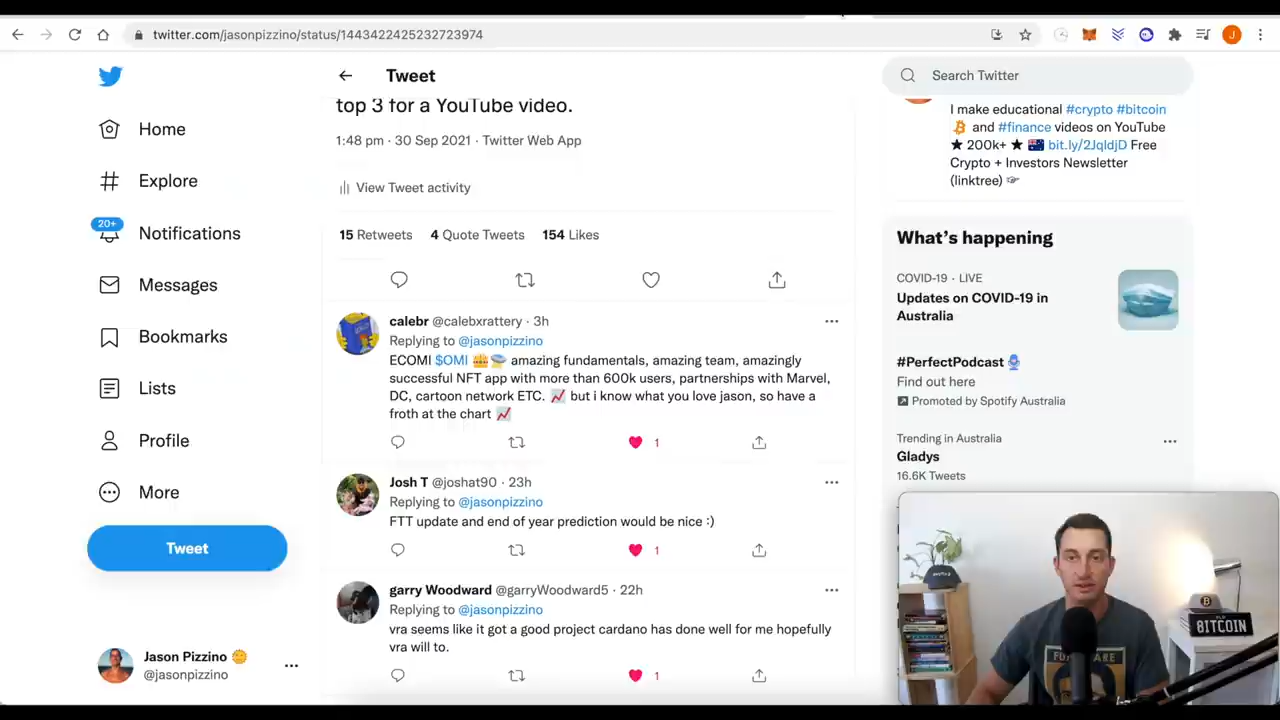 twitter.com/jasonpizzino/status/1443422425232723974
J
Home
Explore
20+
Notifications
Messages
Bookmarks
Lists
Profile
More
Tweet
Jason Pizzino
@jasonpizzino
Tweet
top 3 for a YouTube video.
1:48 pm · 30 Sep 2021 · Twitter Web App
View Tweet activity
15 Retweets 4 Quote Tweets 154 Likes
calebr @calebxrattery · 3h
Replying to @jasonpizzino
ECOMI $OMI amazing fundamentals, amazing team, amazingly
successful NFT app with more than 600k users, partnerships with Marvel,
DC, cartoon network ETC. 📈 but i know what you love jason, so have a
froth at the chart 📈
1
Josh T @joshat90 · 23h
Replying to @jasonpizzino
FTT update and end of year prediction would be nice :)
1
garry Woodward @garryWoodward5 · 22h
Replying to @jasonpizzino
vra seems like it got a good project cardano has done well for me hopefully
vra will to.
1
Search Twitter
I make educational #crypto #bitcoin
and #finance videos on YouTube
★ 200k+ ★ 🇦🇺 bit.ly/2JqldjD Free
Crypto + Investors Newsletter
(linktree) 👉
What's happening
COVID-19 · LIVE
Updates on COVID-19 in
Australia
#PerfectPodcast
Find out here
Promoted by Spotify Australia
Trending in Australia
Gladys
16.6K Tweets
BITCOIN